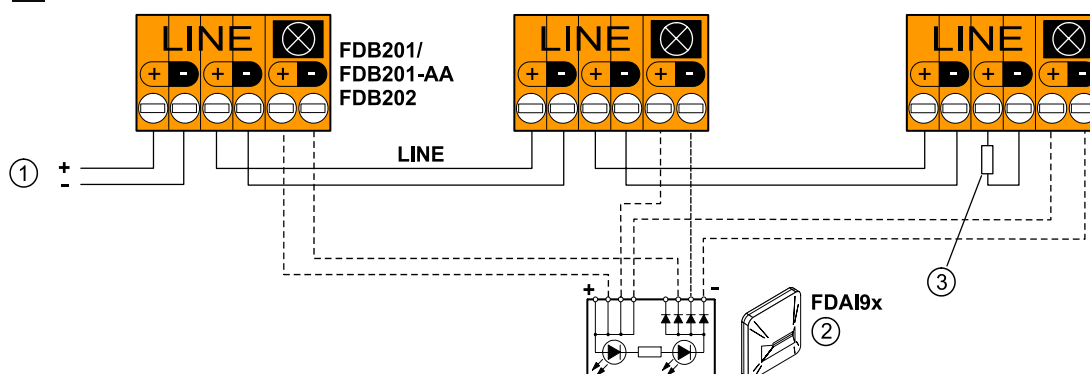 LINE
+ - + - + -
FDB201/
FDB201-AA
FDB202
LINE
+ - + - + -
LINE
+ - + - + -
1 + -
LINE
3
+ -
FDAI9x
2